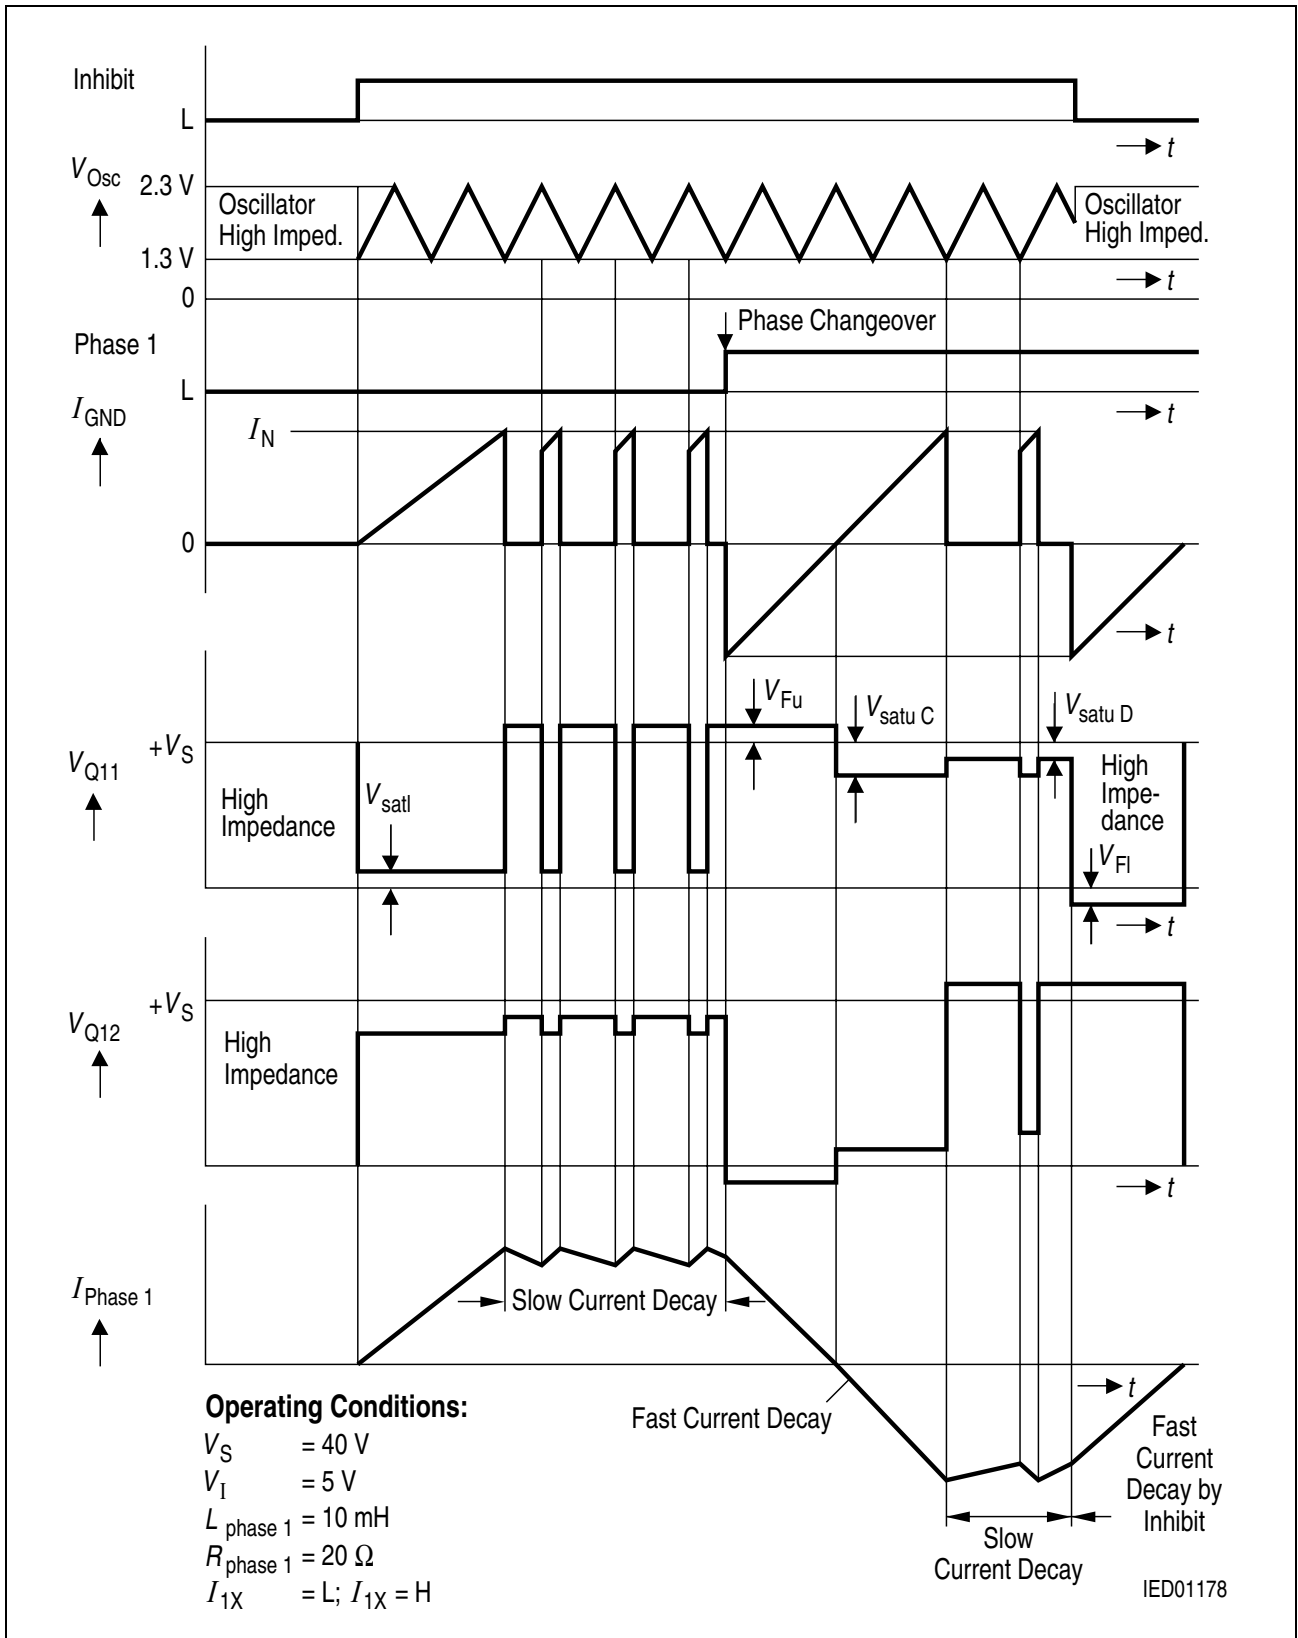 Inhibit
L
t
V Osc
2.3 V
Oscillator
High Imped.
Oscillator
High Imped.
1.3 V
t
0
Phase Changeover
Phase 1
L
t
I GND
I N
0
t
V Fu
V satu C
V satu D
+V S
V Q11
High
Impedance
V satl
High
Impe-
dance
V Fl
t
+V S
V Q12
High
Impedance
t
I Phase 1
Slow Current Decay
t
Fast Current Decay
Fast
Current
Decay by
Inhibit
Slow
Current Decay
Operating Conditions:
V S = 40 V
V I = 5 V
L phase 1 = 10 mH
R phase 1 = 20 Ω
I 1X = L; I 1X = H
IED01178